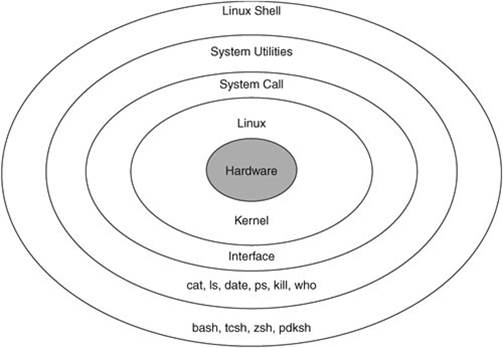 Linux Shell
System Utilities
System Call
Linux
Hardware
Kernel
Interface
cat, ls, date, ps, kill, who
bash, tcsh, zsh, pdksh